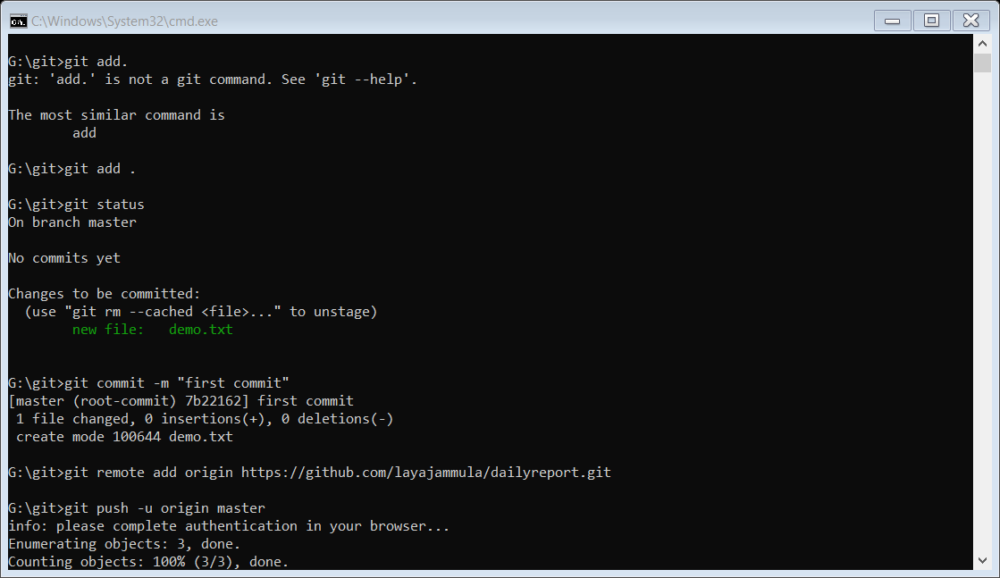 C:\Windows\System32\cmd.exe
G:\git>git add.
git: 'add.' is not a git command. See 'git --help'.
The most similar command is
        add
G:\git>git add .
G:\git>git status
On branch master
No commits yet
Changes to be committed:
  (use "git rm --cached <file>..." to unstage)
        new file:   demo.txt
G:\git>git commit -m "first commit"
[master (root-commit) 7b22162] first commit
 1 file changed, 0 insertions(+), 0 deletions(-)
 create mode 100644 demo.txt
G:\git>git remote add origin https://github.com/layajammula/dailyreport.git
G:\git>git push -u origin master
info: please complete authentication in your browser...
Enumerating objects: 3, done.
Counting objects: 100% (3/3), done.